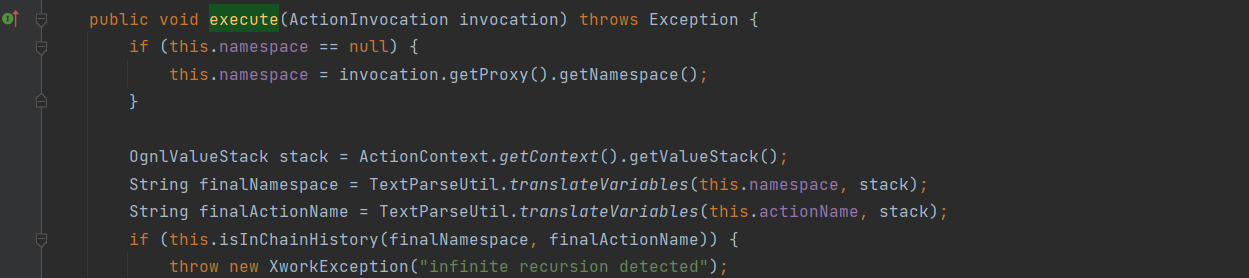 public void execute(ActionInvocation invocation) throws Exception {
if (this.namespace == null) {
this.namespace = invocation.getProxy().getNamespace();
}
OgnlValueStack stack = ActionContext.getContext().getValueStack();
String finalNamespace = TextParseUtil.translateVariables(this.namespace, stack);
String finalActionName = TextParseUtil.translateVariables(this.actionName, stack);
if (this.isInChainHistory(finalNamespace, finalActionName)) {
throw new XworkException("infinite recursion detected");